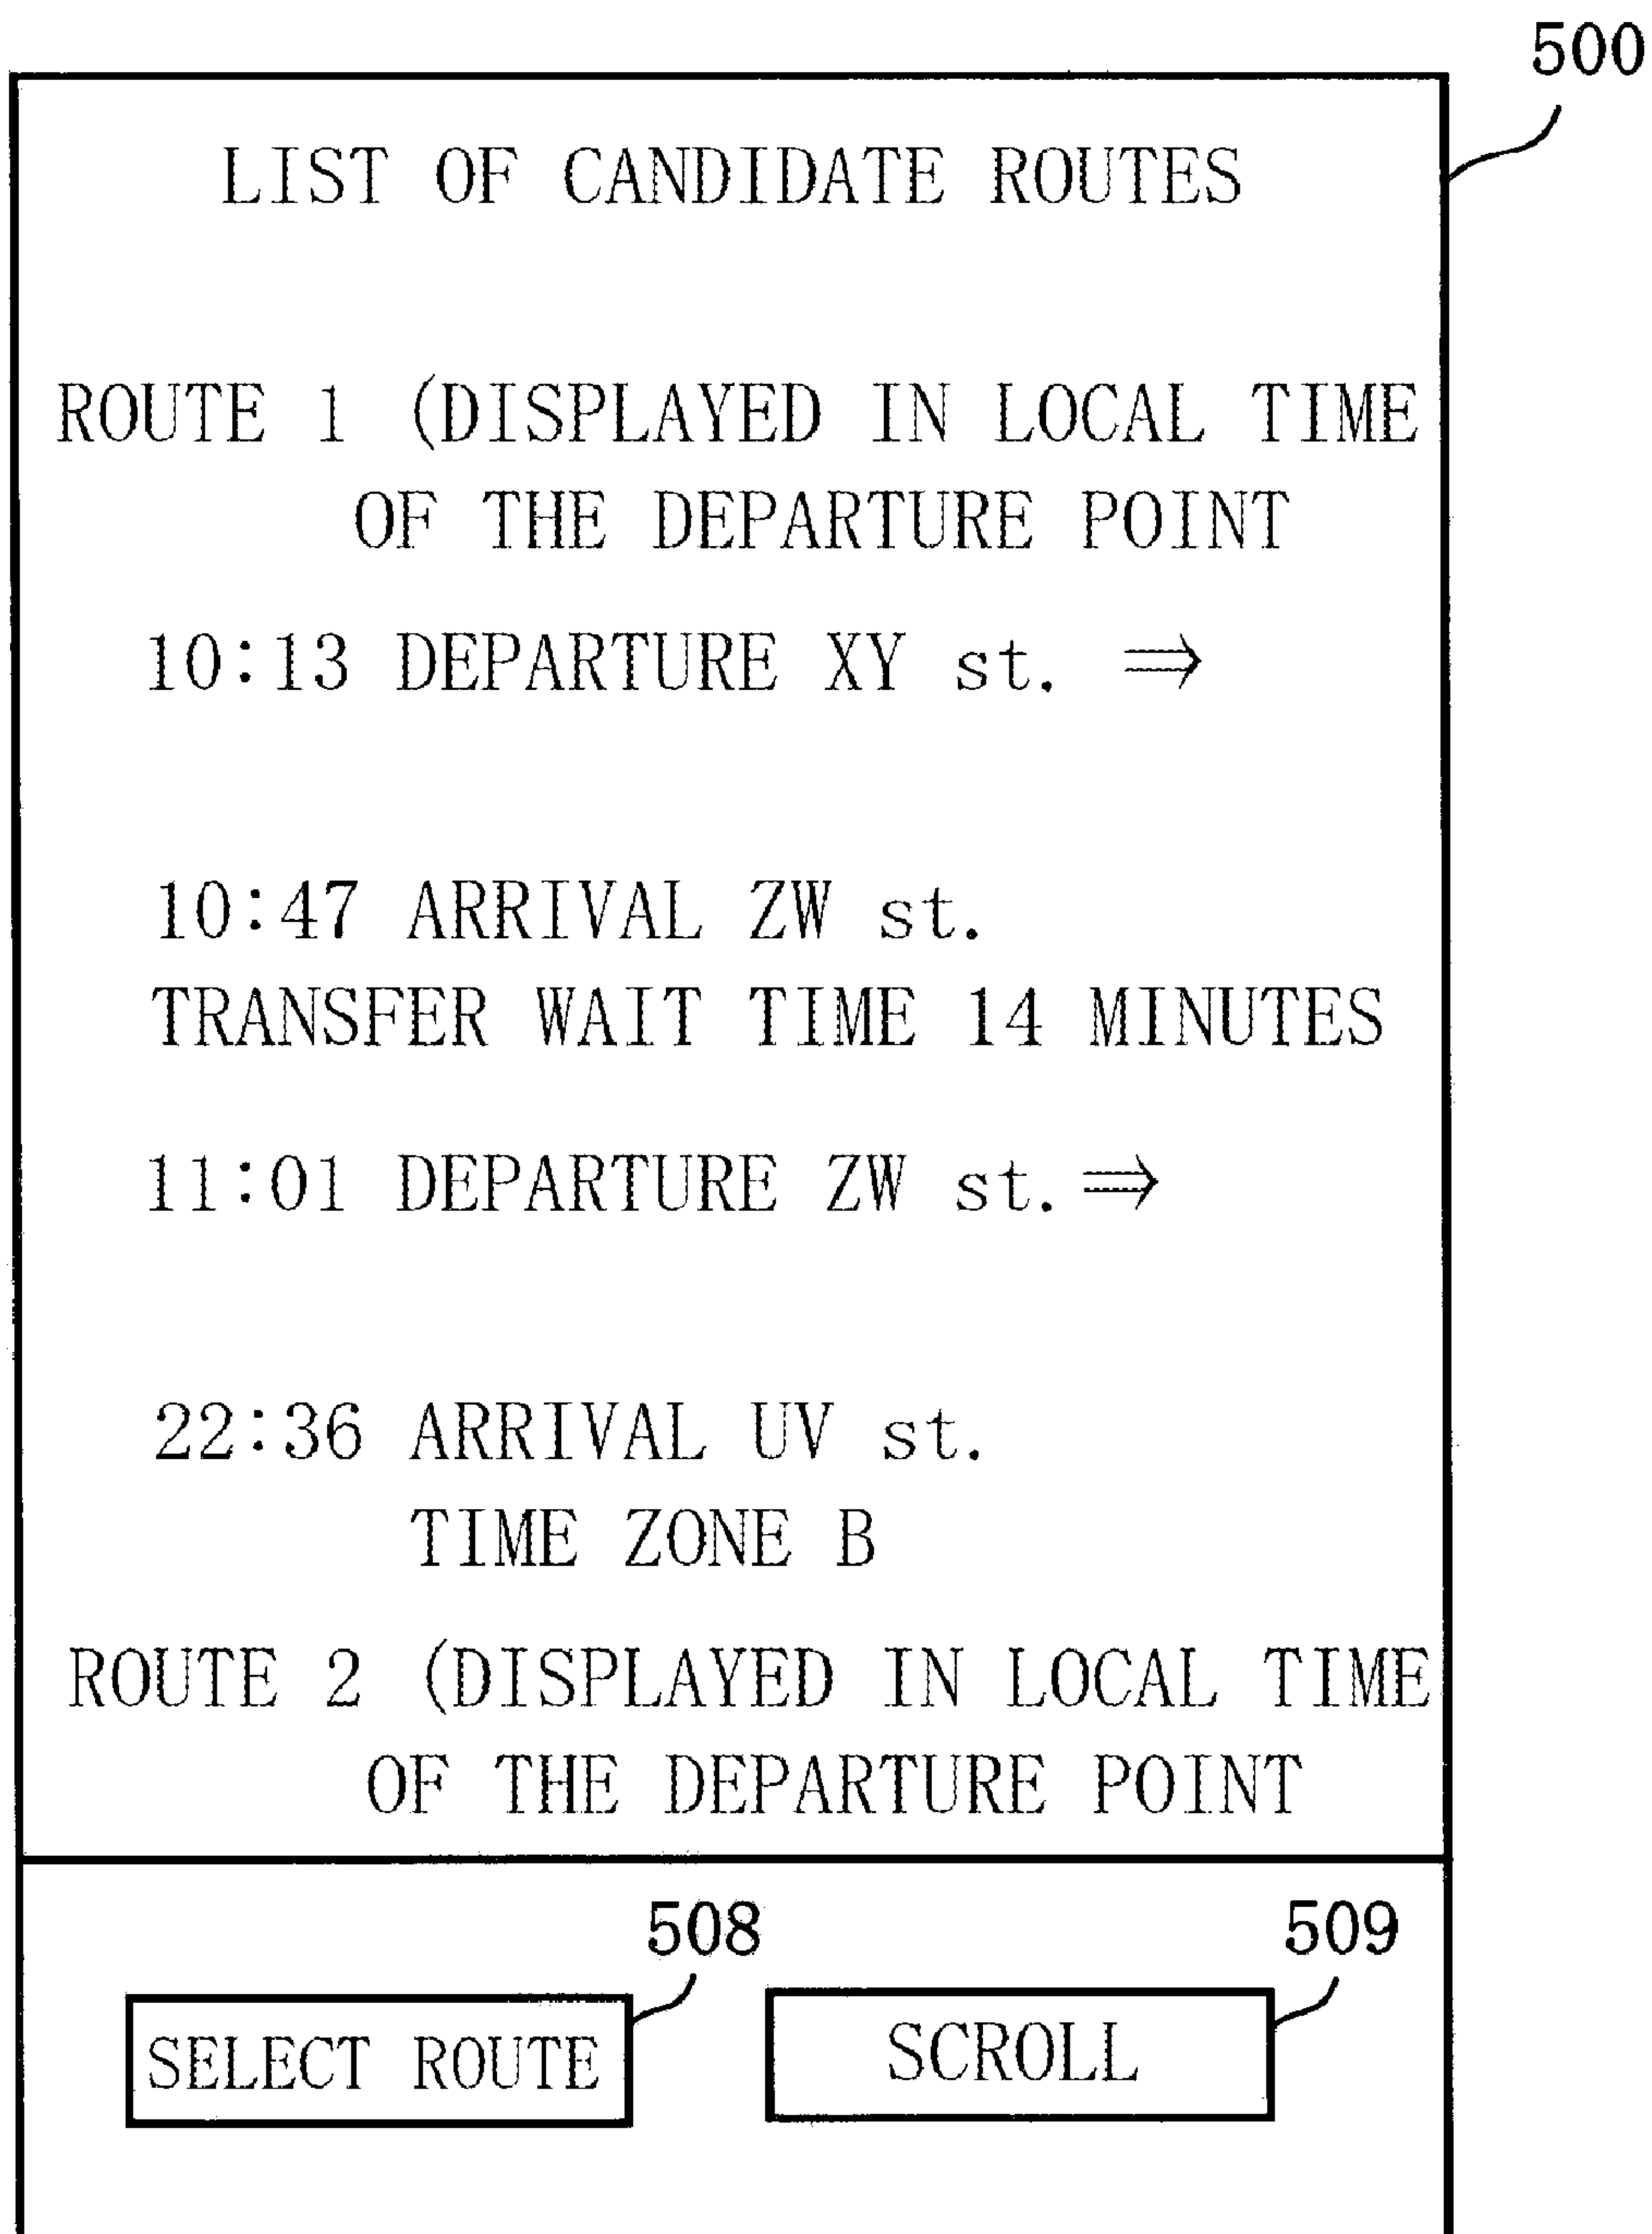 500
LIST OF CANDIDATE ROUTES
ROUTE 1 (DISPLAYED IN LOCAL TIME
OF THE DEPARTURE POINT
10:13 DEPARTURE XY st. ⇒
10:47 ARRIVAL ZW st.
TRANSFER WAIT TIME 14 MINUTES
11:01 DEPARTURE ZW st. ⇒
22:36 ARRIVAL UV st.
TIME ZONE B
ROUTE 2 (DISPLAYED IN LOCAL TIME
OF THE DEPARTURE POINT
508 509
SELECT ROUTE SCROLL